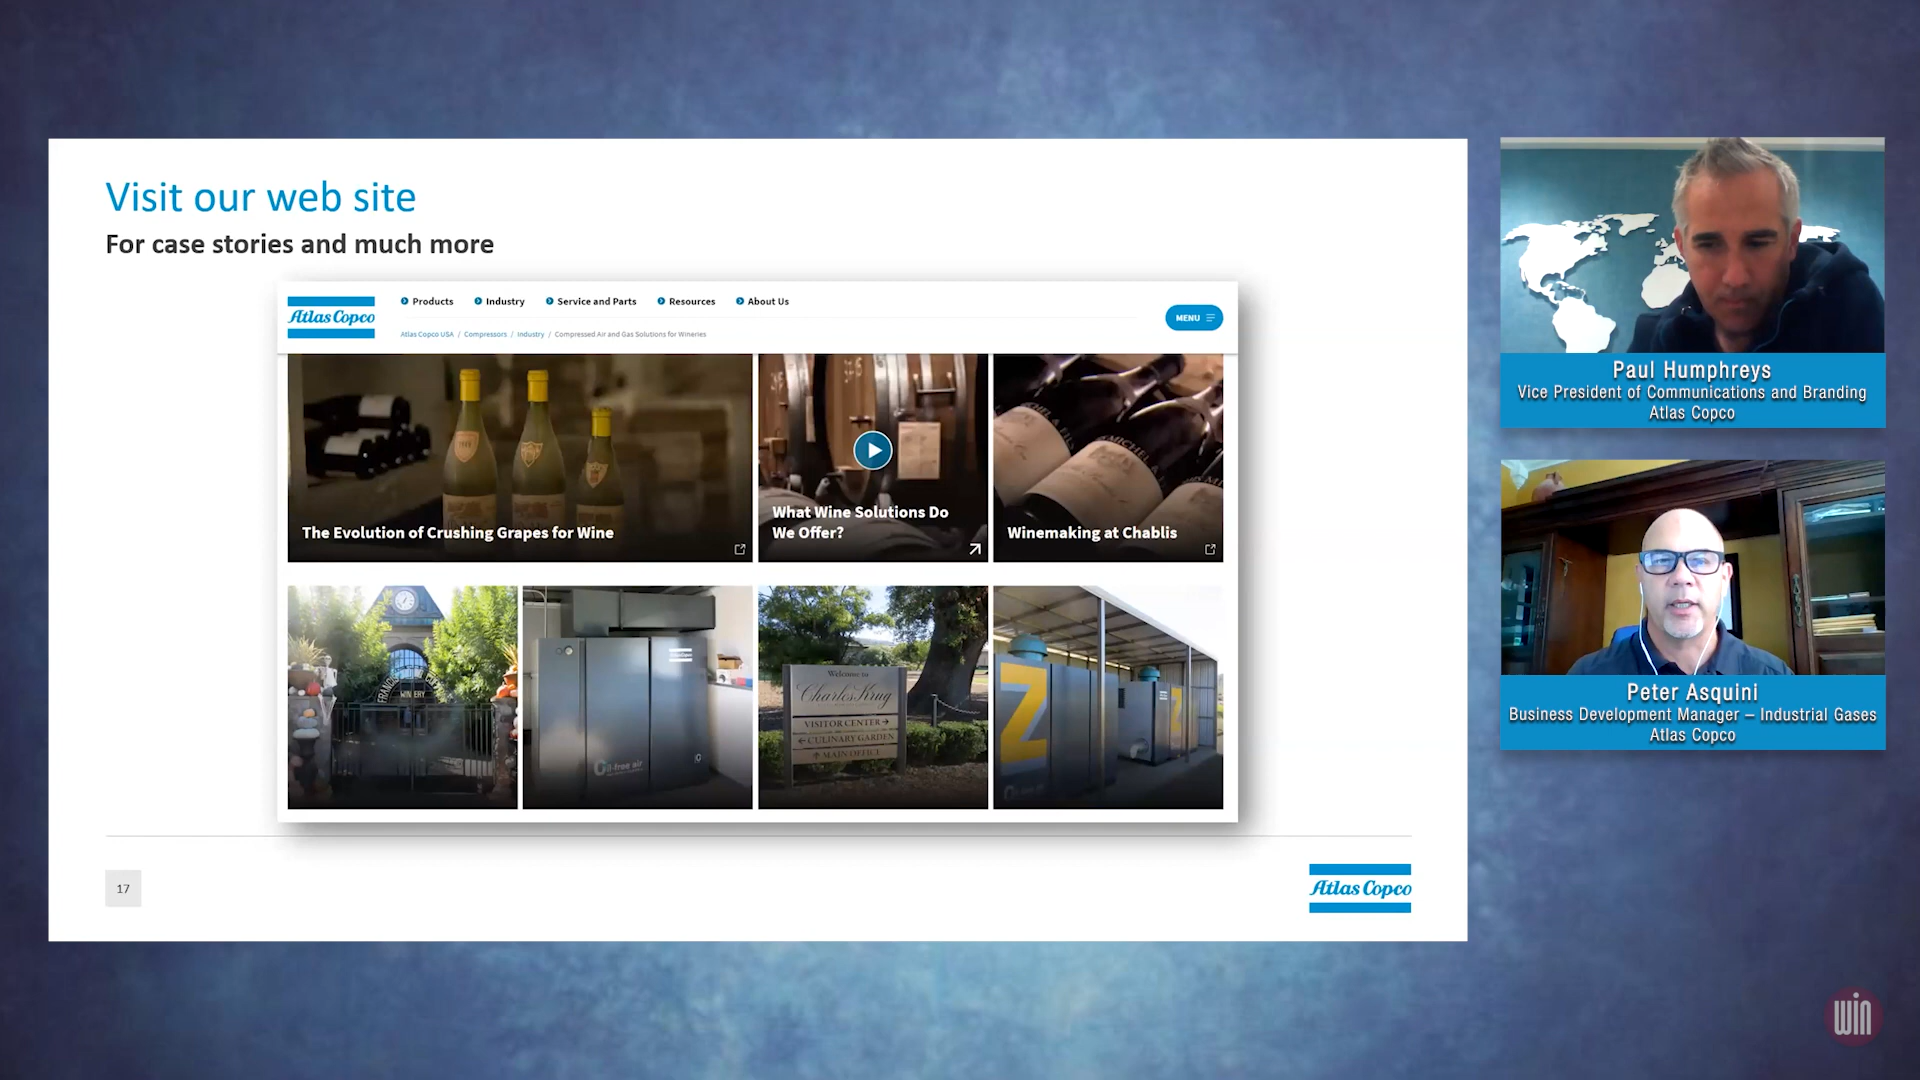 Visit our web site
For case stories and much more
Atlas Copco
Products
Industry
Service and Parts
Resources
About Us
MENU
Atlas Copco USA / Compressors / Industry / Compressed Air and Gas Solutions for Wineries
The Evolution of Crushing Grapes for Wine
What Wine Solutions Do
We Offer?
Winemaking at Chablis
WINERY
Oil-free air
Welcome to
Charles Krug
VISITOR CENTER →
← CULINARY GARDEN
MAIN OFFICE
Z
Z
17
Atlas Copco
Paul Humphreys
Vice President of Communications and Branding
Atlas Copco
Peter Asquini
Business Development Manager – Industrial Gases
Atlas Copco
win